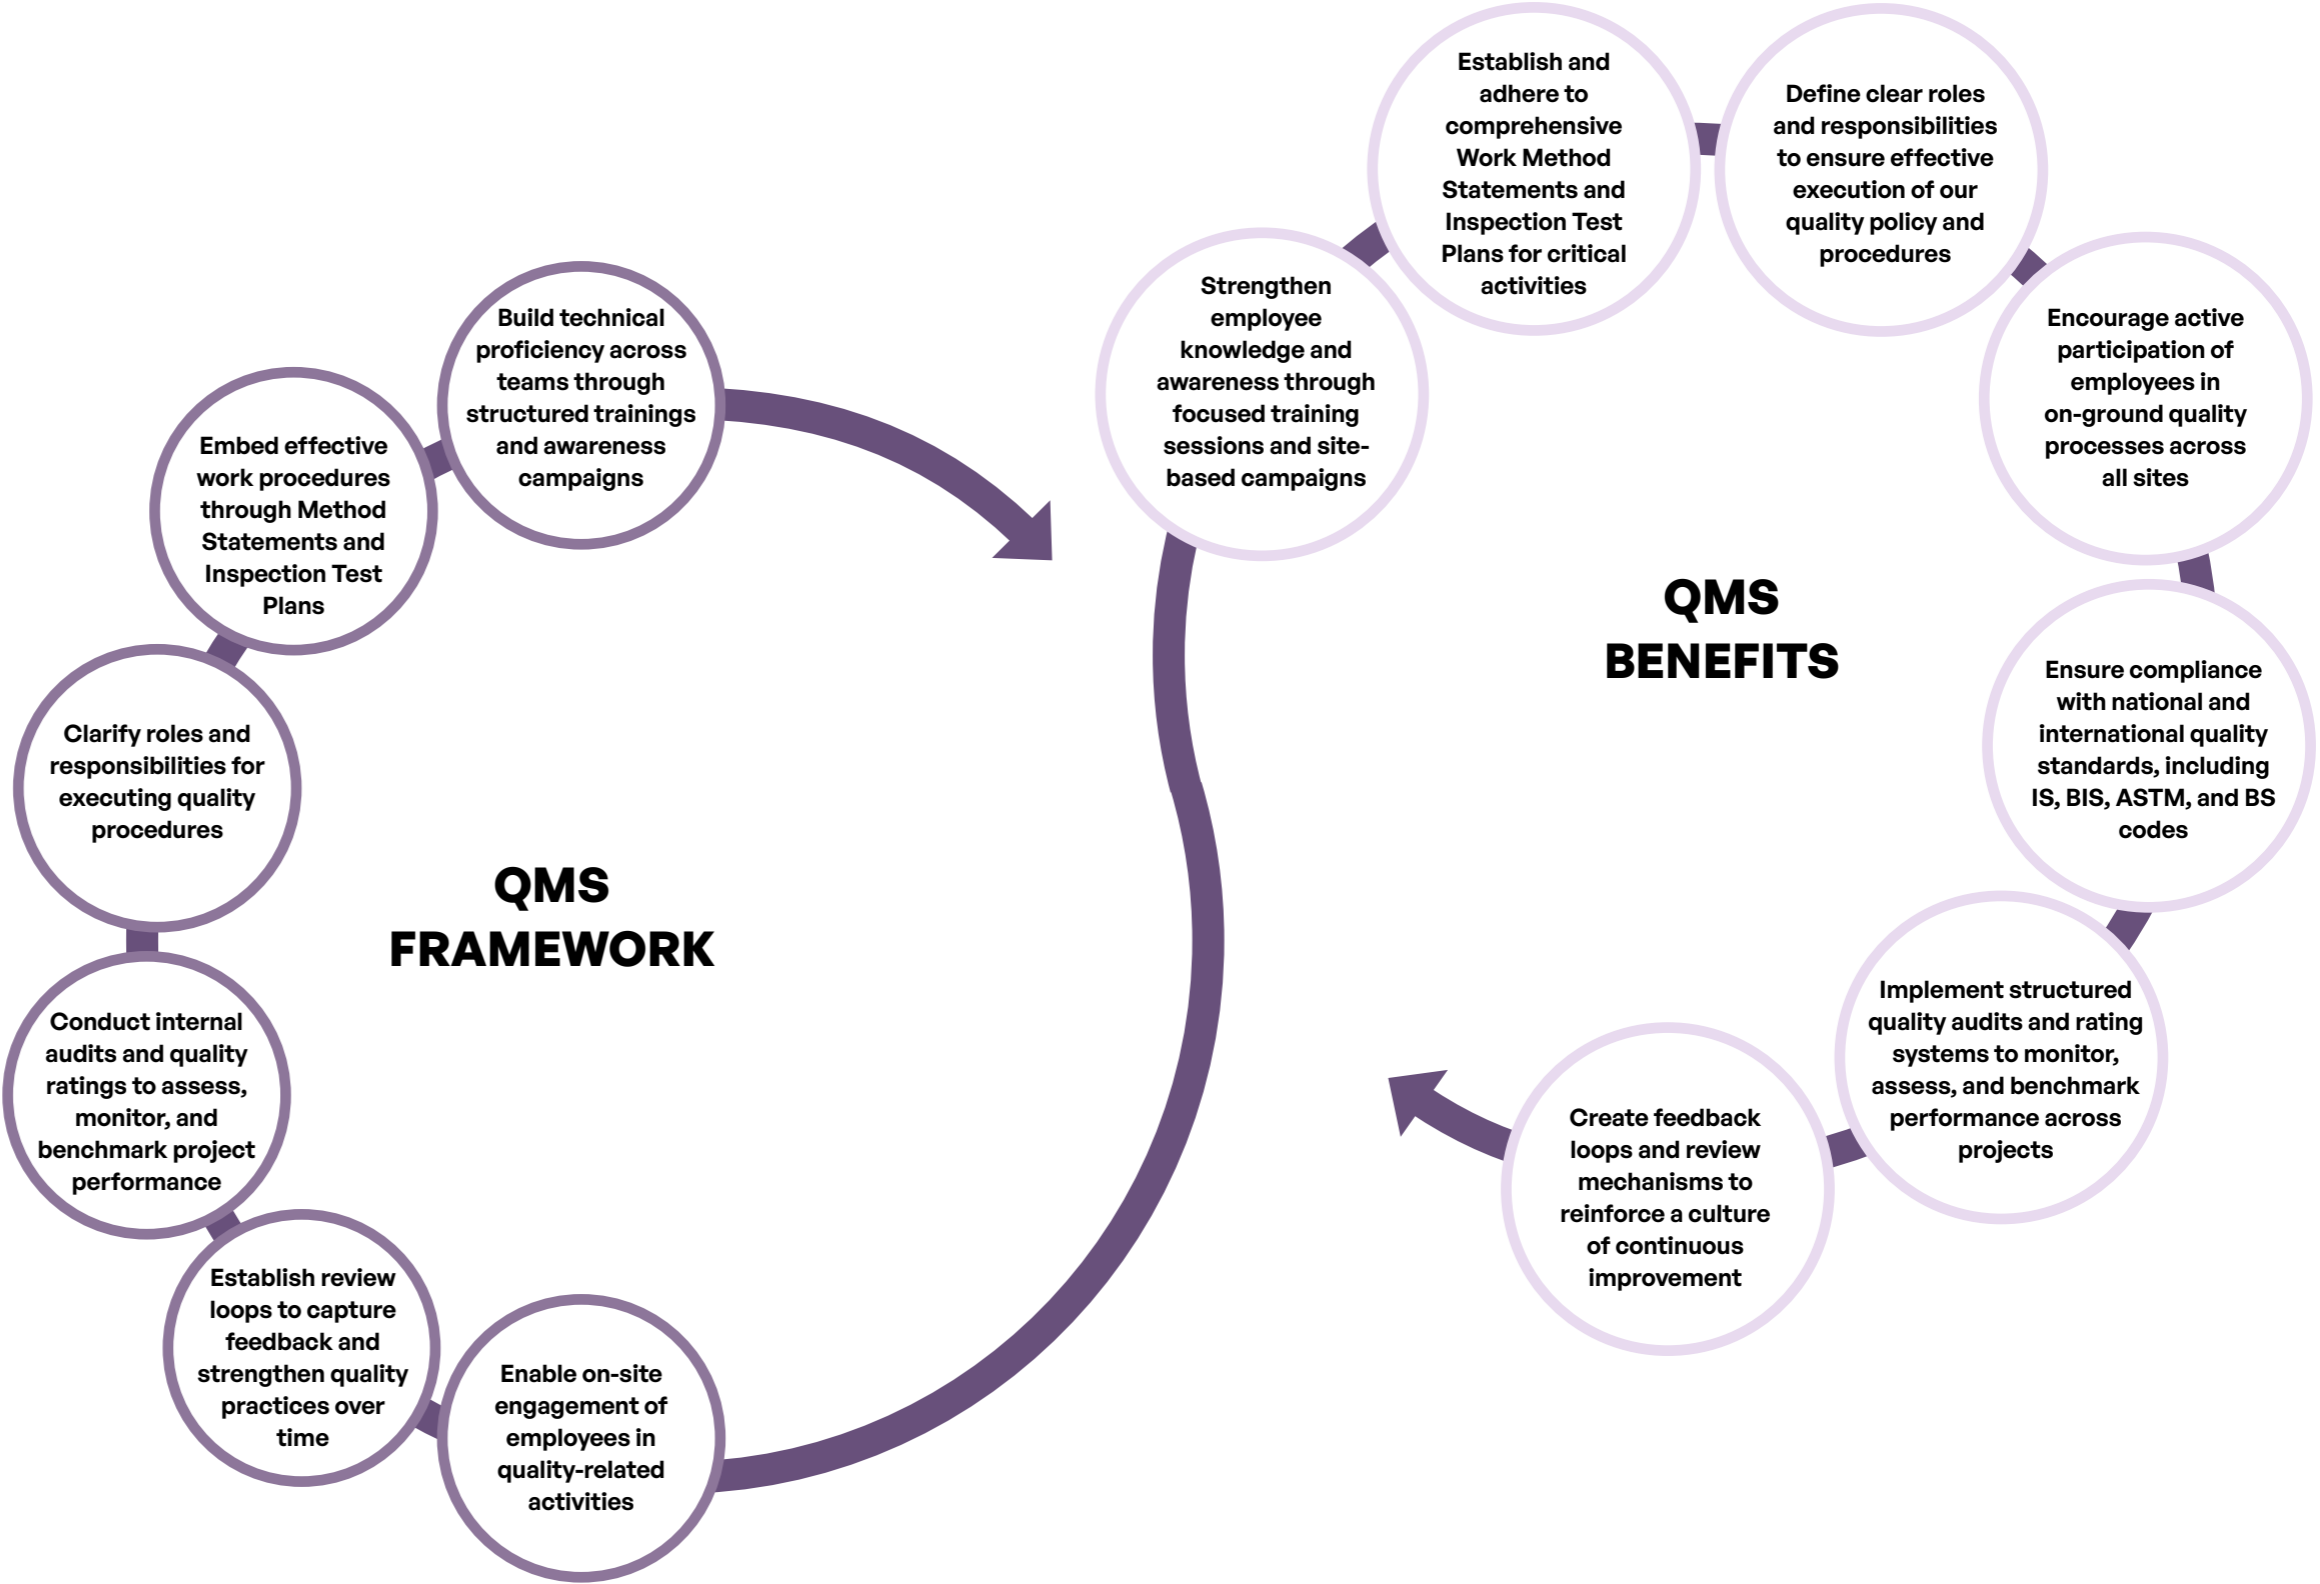 QMS
FRAMEWORK
Build technical
proficiency across
teams through
structured trainings
and awareness
campaigns
Embed effective
work procedures
through Method
Statements and
Inspection Test
Plans
Clarify roles and
responsibilities for
executing quality
procedures
Conduct internal
audits and quality
ratings to assess,
monitor, and
benchmark project
performance
Establish review
loops to capture
feedback and
strengthen quality
practices over
time
Enable on-site
engagement of
employees in
quality-related
activities
QMS
BENEFITS
Strengthen
employee
knowledge and
awareness through
focused training
sessions and site-
based campaigns
Establish and
adhere to
comprehensive
Work Method
Statements and
Inspection Test
Plans for critical
activities
Define clear roles
and responsibilities
to ensure effective
execution of our
quality policy and
procedures
Encourage active
participation of
employees in
on-ground quality
processes across
all sites
Ensure compliance
with national and
international quality
standards, including
IS, BIS, ASTM, and BS
codes
Implement structured
quality audits and rating
systems to monitor,
assess, and benchmark
performance across
projects
Create feedback
loops and review
mechanisms to
reinforce a culture
of continuous
improvement